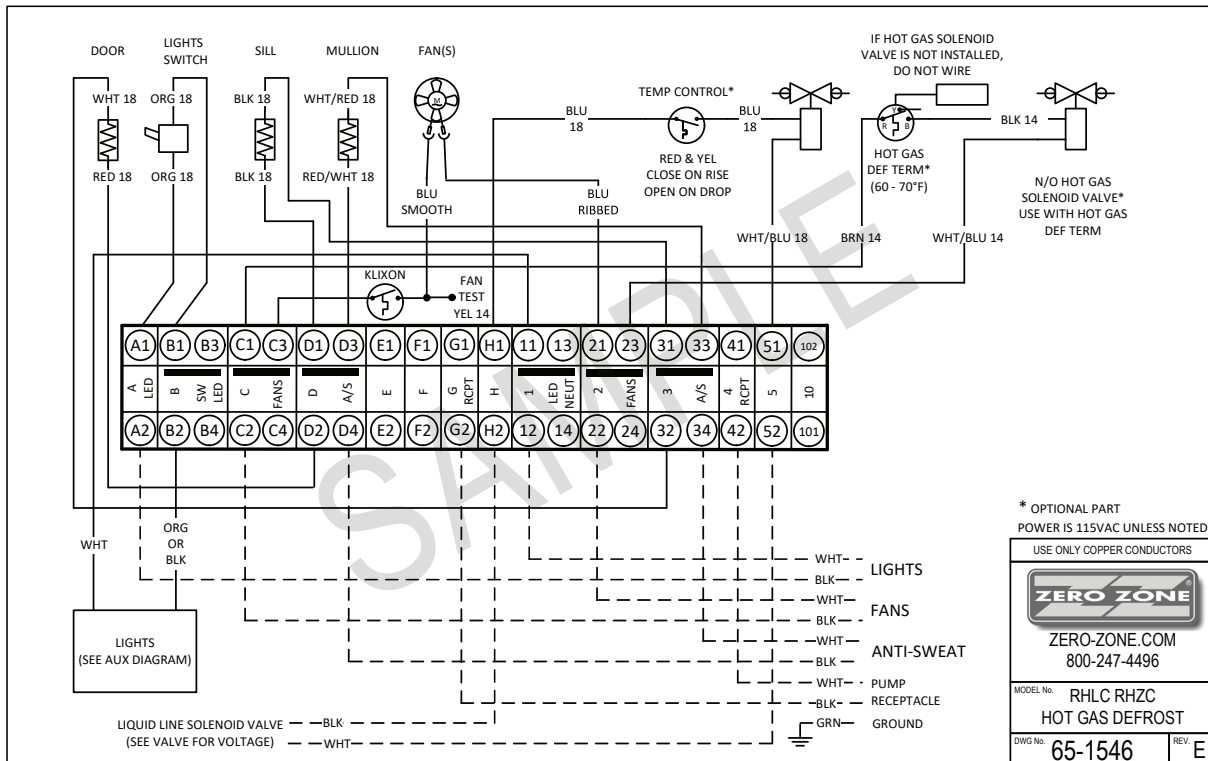 DOOR
LIGHTS
SWITCH
SILL
MULLION
FAN(S)
IF HOT GAS SOLENOID
VALVE IS NOT INSTALLED,
DO NOT WIRE
WHT 18
ORG 18
BLK 18
WHT/RED 18
M
TEMP CONTROL*
BLU
18
BLU
18
R
B
BLK 14
RED 18
ORG 18
BLK 18
RED/WHT 18
RED & YEL
CLOSE ON RISE
OPEN ON DROP
HOT GAS
DEF TERM*
(60 - 70°F)
BLU
SMOOTH
BLU
RIBBED
N/O HOT GAS
SOLENOID VALVE*
USE WITH HOT GAS
DEF TERM
WHT/BLU 18
BRN 14
WHT/BLU 14
KLIXON
FAN
TEST
YEL 14
A1 B1 B3 C1 C3 D1 D3 E1 F1 G1 H1 11 13 21 23 31 33 41 51 102
A LED
B
SW LED
C
FANS
D
A/S
E
F
G RCPT
H
1
LED NEUT
2
FANS
3
A/S
4 RCPT
5
10
A2 B2 B4 C2 C4 D2 D4 E2 F2 G2 H2 12 14 22 24 32 34 42 52 101
SAMPLE
WHT
ORG
OR
BLK
LIGHTS
(SEE AUX DIAGRAM)
WHT
BLK
LIGHTS
WHT
BLK
FANS
WHT
BLK
ANTI-SWEAT
WHT
PUMP
BLK
RECEPTACLE
GRN
GROUND
LIQUID LINE SOLENOID VALVE
(SEE VALVE FOR VOLTAGE)
BLK
WHT
* OPTIONAL PART
POWER IS 115VAC UNLESS NOTED
USE ONLY COPPER CONDUCTORS
ZERO ZONE®
ZERO-ZONE.COM
800-247-4496
MODEL No. RHLC RHZC
HOT GAS DEFROST
DWG No. 65-1546
REV. E